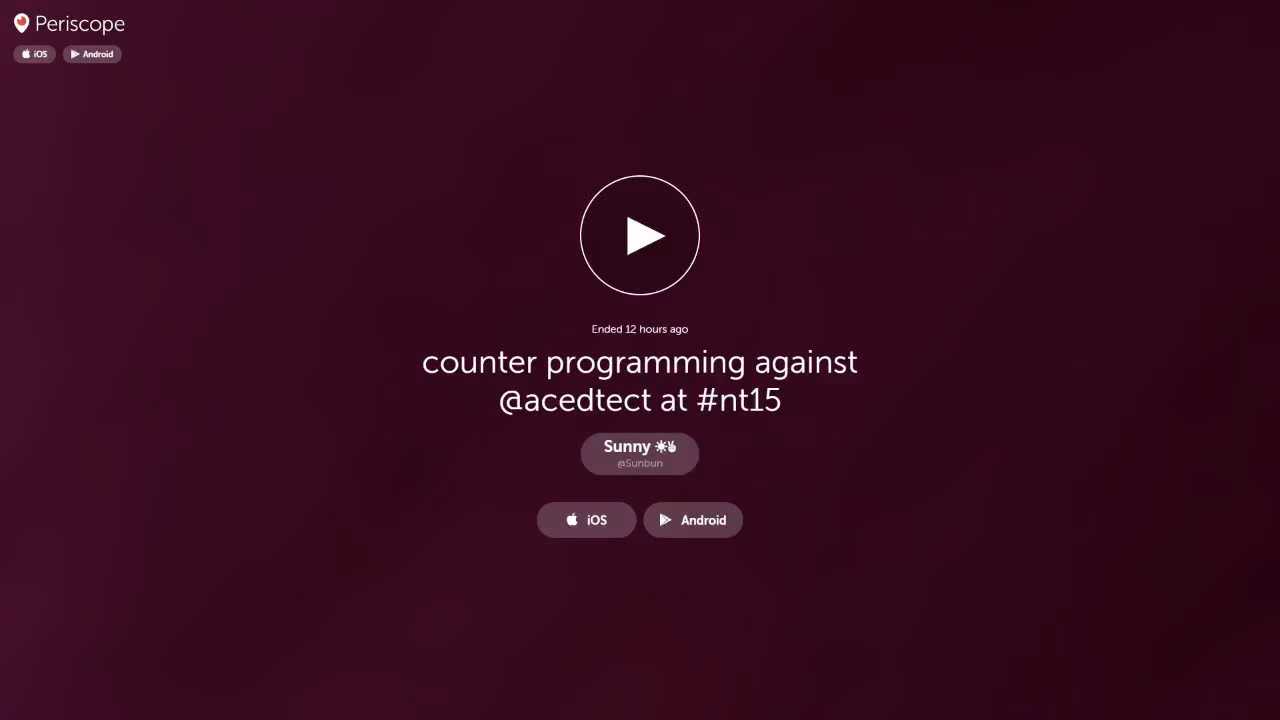 Periscope
iOS
Android
Ended 12 hours ago
counter programming against
@acedtect at #nt15
Sunny ☀✌
@Sunbun
iOS
Android